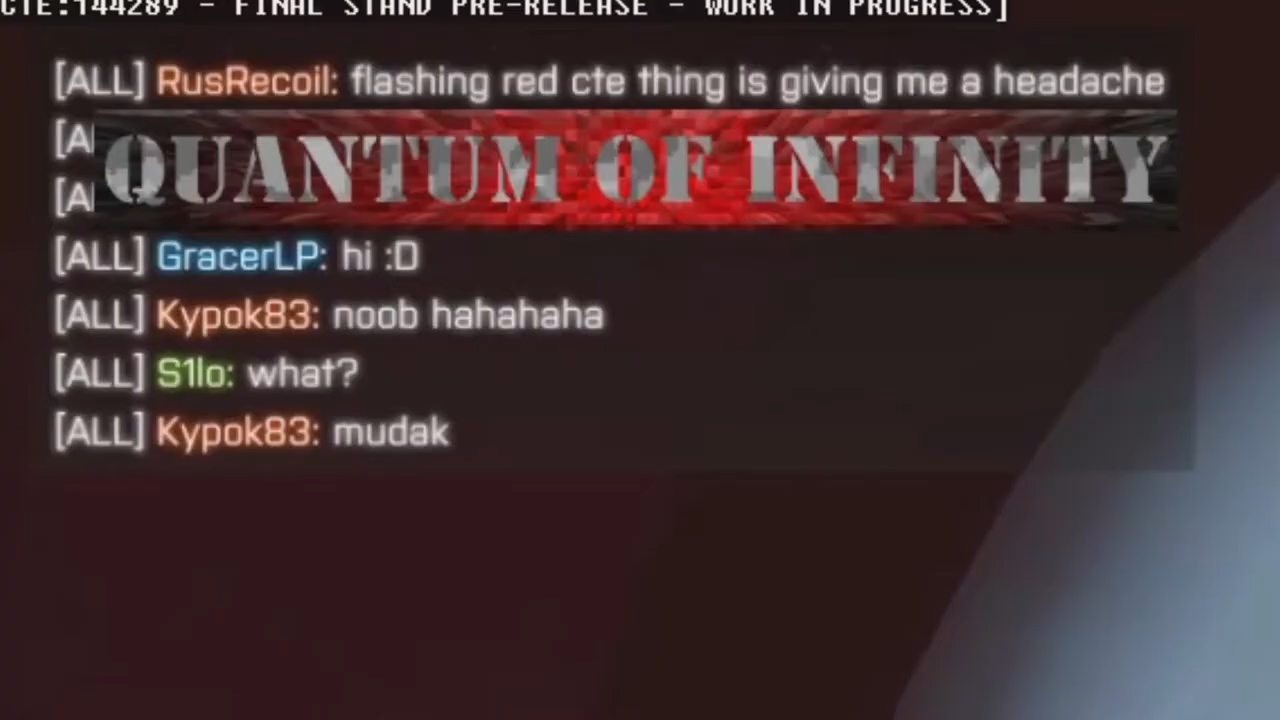 CTE:144289 - FINAL STAND PRE-RELEASE - WORK IN PROGRESS]
[ALL] RusRecoil: flashing red cte thing is giving me a headache
[A
QUANTUM OF INFINITY
[A
[ALL] GracerLP: hi :D
[ALL] Kypok83: noob hahahaha
[ALL] S1lo: what?
[ALL] Kypok83: mudak